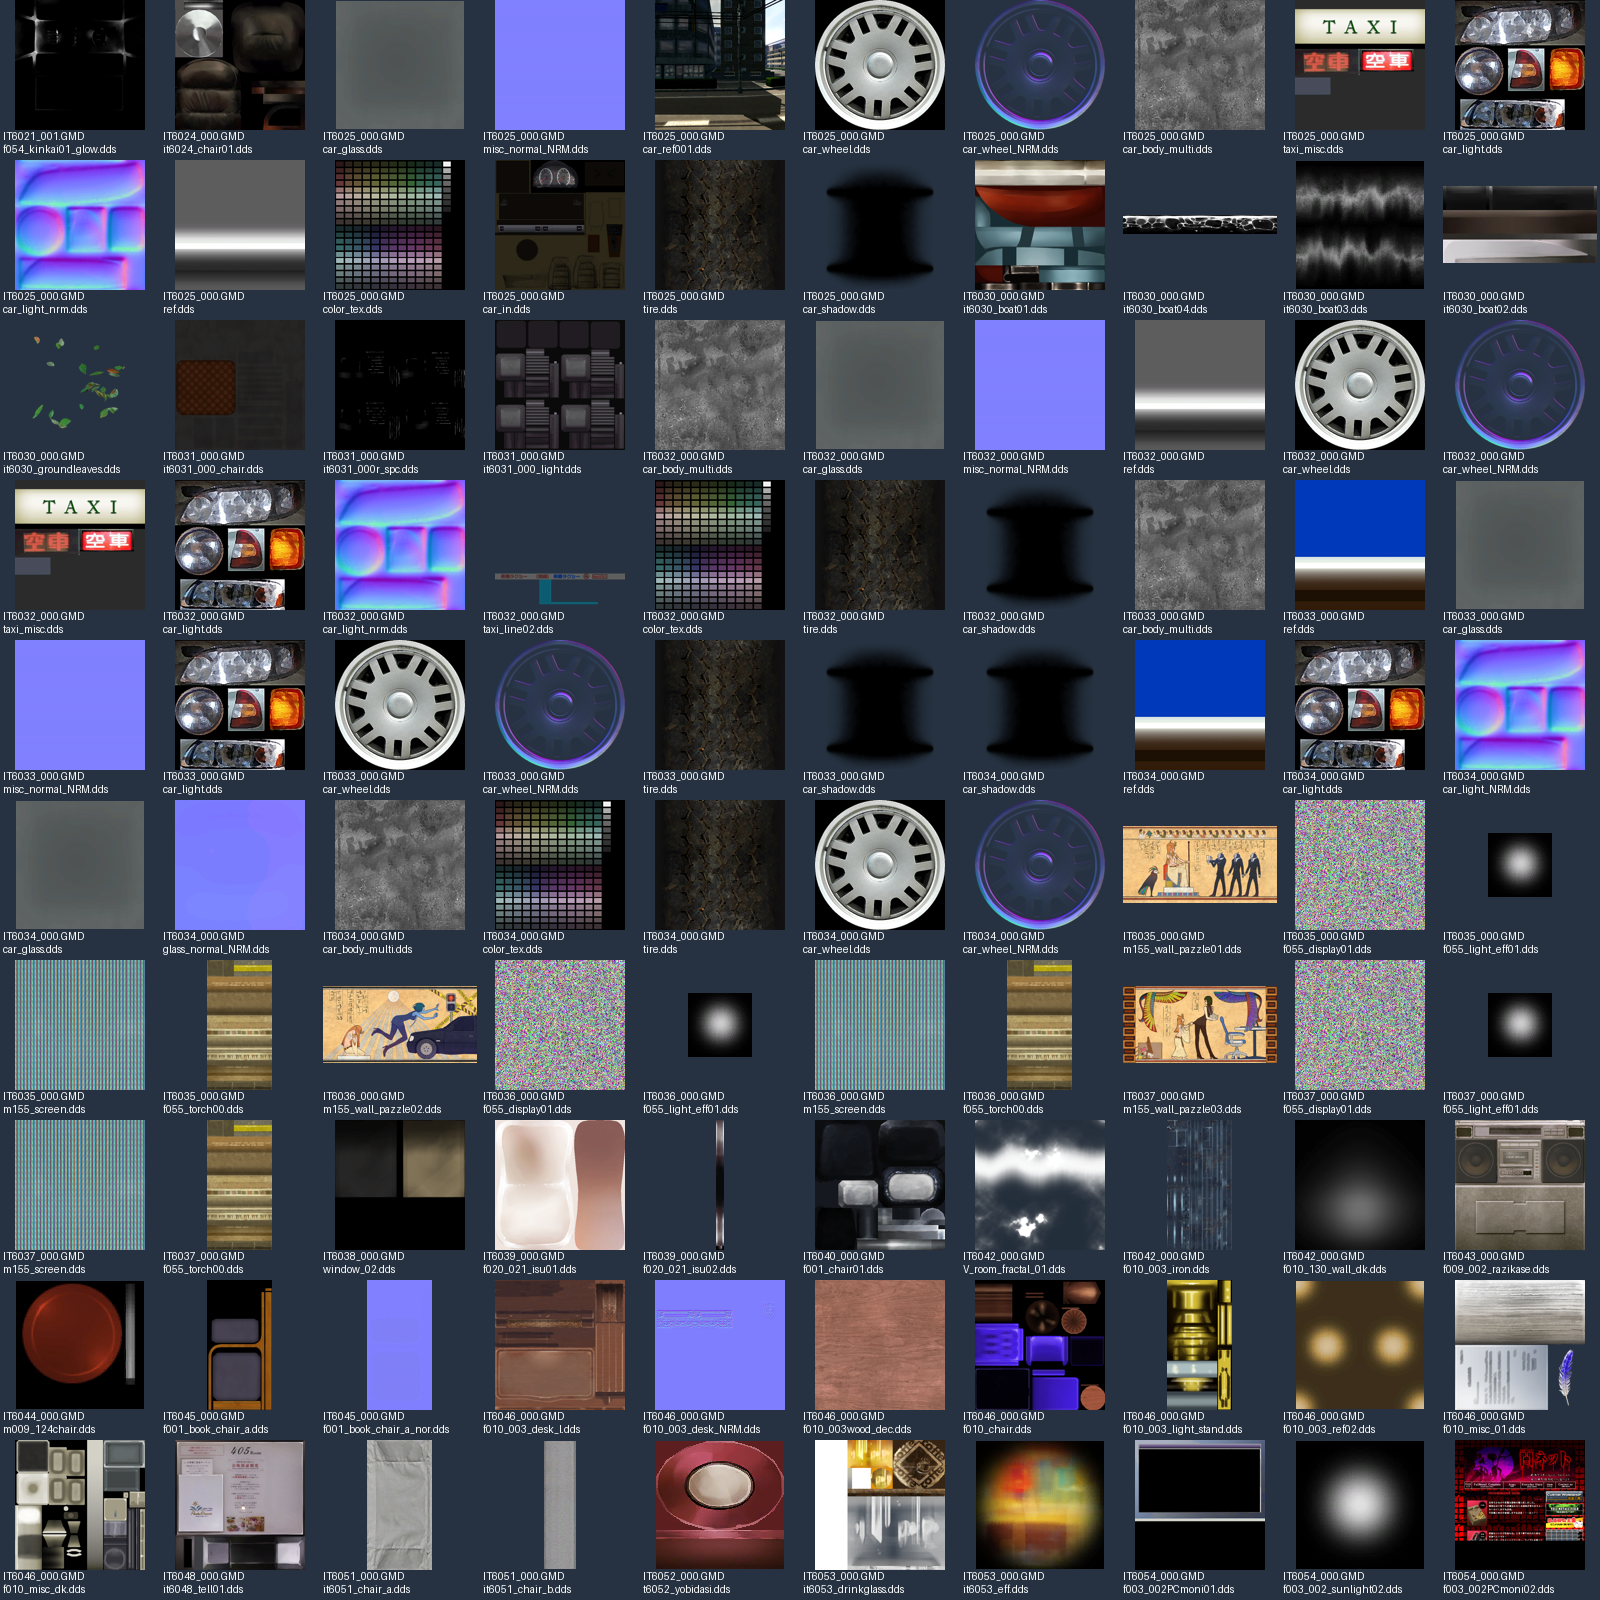 IT6021_000.GMD
f054_kinkai01_glow.dds
IT6024_000.GMD
it6024_chair01.dds
IT6025_000.GMD
car_glass.dds
IT6025_000.GMD
misc_normal_NRM.dds
IT6025_000.GMD
car_ref001.dds
IT6025_000.GMD
car_wheel.dds
IT6025_000.GMD
car_wheel_NRM.dds
IT6025_000.GMD
car_body_multi.dds
TAXI
空車 空車
IT6025_000.GMD
taxi_misc.dds
IT6025_000.GMD
car_light.dds
IT6025_000.GMD
car_light_nrm.dds
IT6025_000.GMD
ref.dds
IT6025_000.GMD
color_tex.dds
IT6025_000.GMD
car_in.dds
IT6025_000.GMD
tire.dds
IT6025_000.GMD
car_shadow.dds
IT6030_000.GMD
it6030_boat01.dds
IT6030_000.GMD
it6030_boat04.dds
IT6030_000.GMD
it6030_boat03.dds
IT6030_000.GMD
it6030_boat02.dds
IT6030_000.GMD
it6030_groundleaves.dds
IT6031_000.GMD
it6031_000_chair.dds
IT6031_000.GMD
it6031_000r_spc.dds
IT6031_000.GMD
it6031_000_light.dds
IT6032_000.GMD
car_body_multi.dds
IT6032_000.GMD
car_glass.dds
IT6032_000.GMD
misc_normal_NRM.dds
IT6032_000.GMD
ref.dds
IT6032_000.GMD
car_wheel.dds
IT6032_000.GMD
car_wheel_NRM.dds
TAXI
空車 空車
IT6032_000.GMD
taxi_misc.dds
IT6032_000.GMD
car_light.dds
IT6032_000.GMD
car_light_nrm.dds
IT6032_000.GMD
taxi_line02.dds
IT6032_000.GMD
color_tex.dds
IT6032_000.GMD
tire.dds
IT6032_000.GMD
car_shadow.dds
IT6033_000.GMD
car_body_multi.dds
IT6033_000.GMD
ref.dds
IT6033_000.GMD
car_glass.dds
IT6033_000.GMD
misc_normal_NRM.dds
IT6033_000.GMD
car_light.dds
IT6033_000.GMD
car_wheel.dds
IT6033_000.GMD
car_wheel_NRM.dds
IT6033_000.GMD
tire.dds
IT6033_000.GMD
car_shadow.dds
IT6034_000.GMD
car_shadow.dds
IT6034_000.GMD
ref.dds
IT6034_000.GMD
car_light.dds
IT6034_000.GMD
car_light_NRM.dds
IT6034_000.GMD
car_glass.dds
IT6034_000.GMD
glass_normal_NRM.dds
IT6034_000.GMD
car_body_multi.dds
IT6034_000.GMD
color_tex.dds
IT6034_000.GMD
tire.dds
IT6034_000.GMD
car_wheel.dds
IT6034_000.GMD
car_wheel_NRM.dds
IT6035_000.GMD
m155_wall_pazzle01.dds
IT6035_000.GMD
f055_display01.dds
IT6035_000.GMD
f055_light_eff01.dds
IT6035_000.GMD
m155_screen.dds
IT6035_000.GMD
f055_torch00.dds
IT6036_000.GMD
m155_wall_pazzle02.dds
IT6036_000.GMD
f055_display01.dds
IT6036_000.GMD
f055_light_eff01.dds
IT6036_000.GMD
m155_screen.dds
IT6036_000.GMD
f055_torch00.dds
IT6037_000.GMD
m155_wall_pazzle03.dds
IT6037_000.GMD
f055_display01.dds
IT6037_000.GMD
f055_light_eff01.dds
IT6037_000.GMD
m155_screen.dds
IT6037_000.GMD
f055_torch00.dds
IT6038_000.GMD
window_02.dds
IT6039_000.GMD
f020_021_isu01.dds
IT6039_000.GMD
f020_021_isu02.dds
IT6040_000.GMD
f001_chair01.dds
IT6042_000.GMD
V_room_fractal_01.dds
IT6042_000.GMD
f010_003_iron.dds
IT6042_000.GMD
f010_130_wall_dk.dds
IT6043_000.GMD
f009_002_razikase.dds
IT6044_000.GMD
m009_124chair.dds
IT6045_000.GMD
f001_book_chair_a.dds
IT6045_000.GMD
f001_book_chair_a_nor.dds
IT6046_000.GMD
f010_003_desk_l.dds
IT6046_000.GMD
f010_003_desk_NRM.dds
IT6046_000.GMD
f010_003wood_dec.dds
IT6046_000.GMD
f010_chair.dds
IT6046_000.GMD
f010_003_light_stand.dds
IT6046_000.GMD
f010_003_ref02.dds
IT6046_000.GMD
f010_misc_01.dds
IT6046_000.GMD
f010_misc_dk.dds
405
IT6048_000.GMD
it6048_tell01.dds
IT6051_000.GMD
it6051_chair_a.dds
IT6051_000.GMD
it6051_chair_b.dds
IT6052_000.GMD
t6052_yobidasi.dds
IT6053_000.GMD
it6053_drinkglass.dds
IT6053_000.GMD
it6053_eff.dds
IT6054_000.GMD
f003_002PCmoni01.dds
IT6054_000.GMD
f003_002_sunlight02.dds
IT6054_000.GMD
f003_002PCmoni02.dds